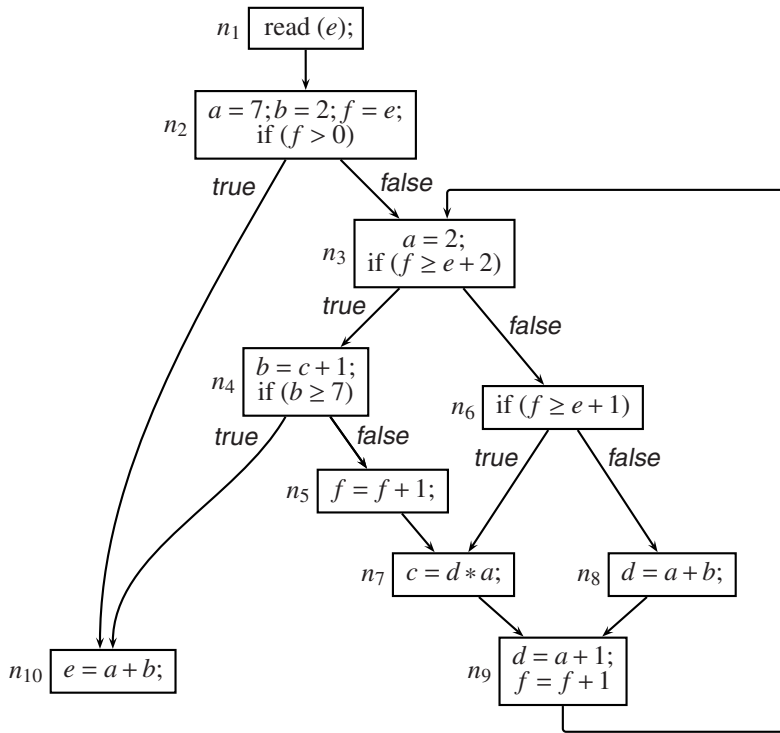 n1 read (e);
n2 a = 7; b = 2; f = e;
if (f > 0)
true false
n3 a = 2;
if (f ≥ e + 2)
true false
n4 b = c + 1;
if (b ≥ 7)
n6 if (f ≥ e + 1)
true false true false
n5 f = f + 1;
n7 c = d * a; n8 d = a + b;
n10 e = a + b;
n9 d = a + 1;
f = f + 1